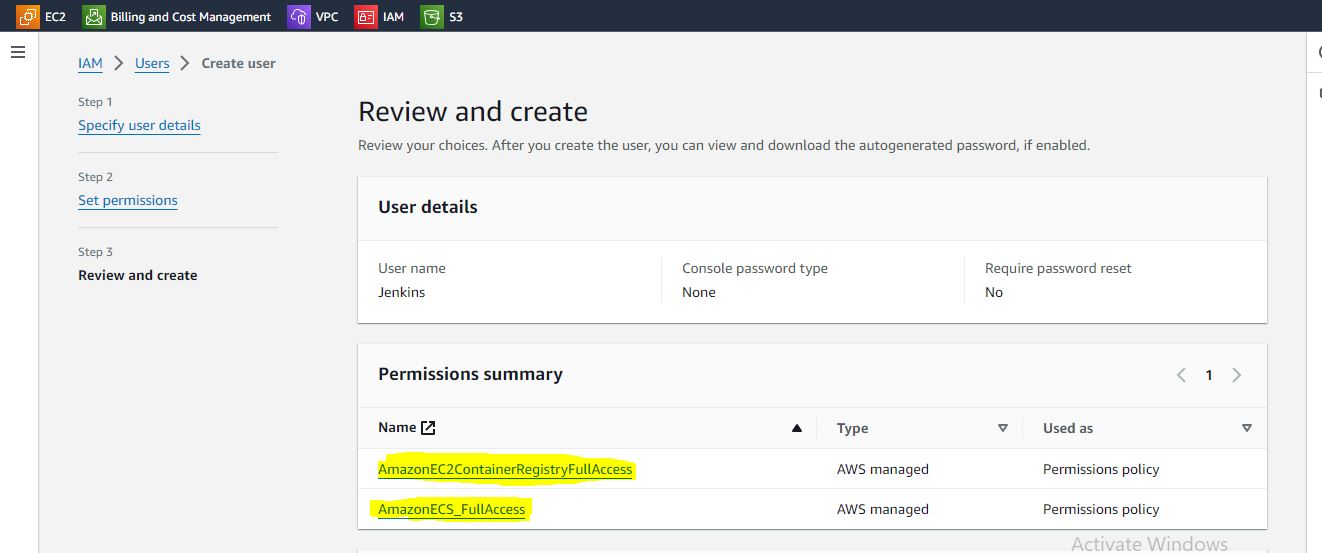 EC2 Billing and Cost Management VPC IAM S3
IAM > Users > Create user
Step 1
Specify user details
Step 2
Set permissions
Step 3
Review and create
Review and create
Review your choices. After you create the user, you can view and download the autogenerated password, if enabled.
User details
User name Console password type Require password reset
Jenkins None No
Permissions summary 1
Name Type Used as
AmazonEC2ContainerRegistryFullAccess AWS managed Permissions policy
AmazonECS_FullAccess AWS managed Permissions policy
Activate Windows